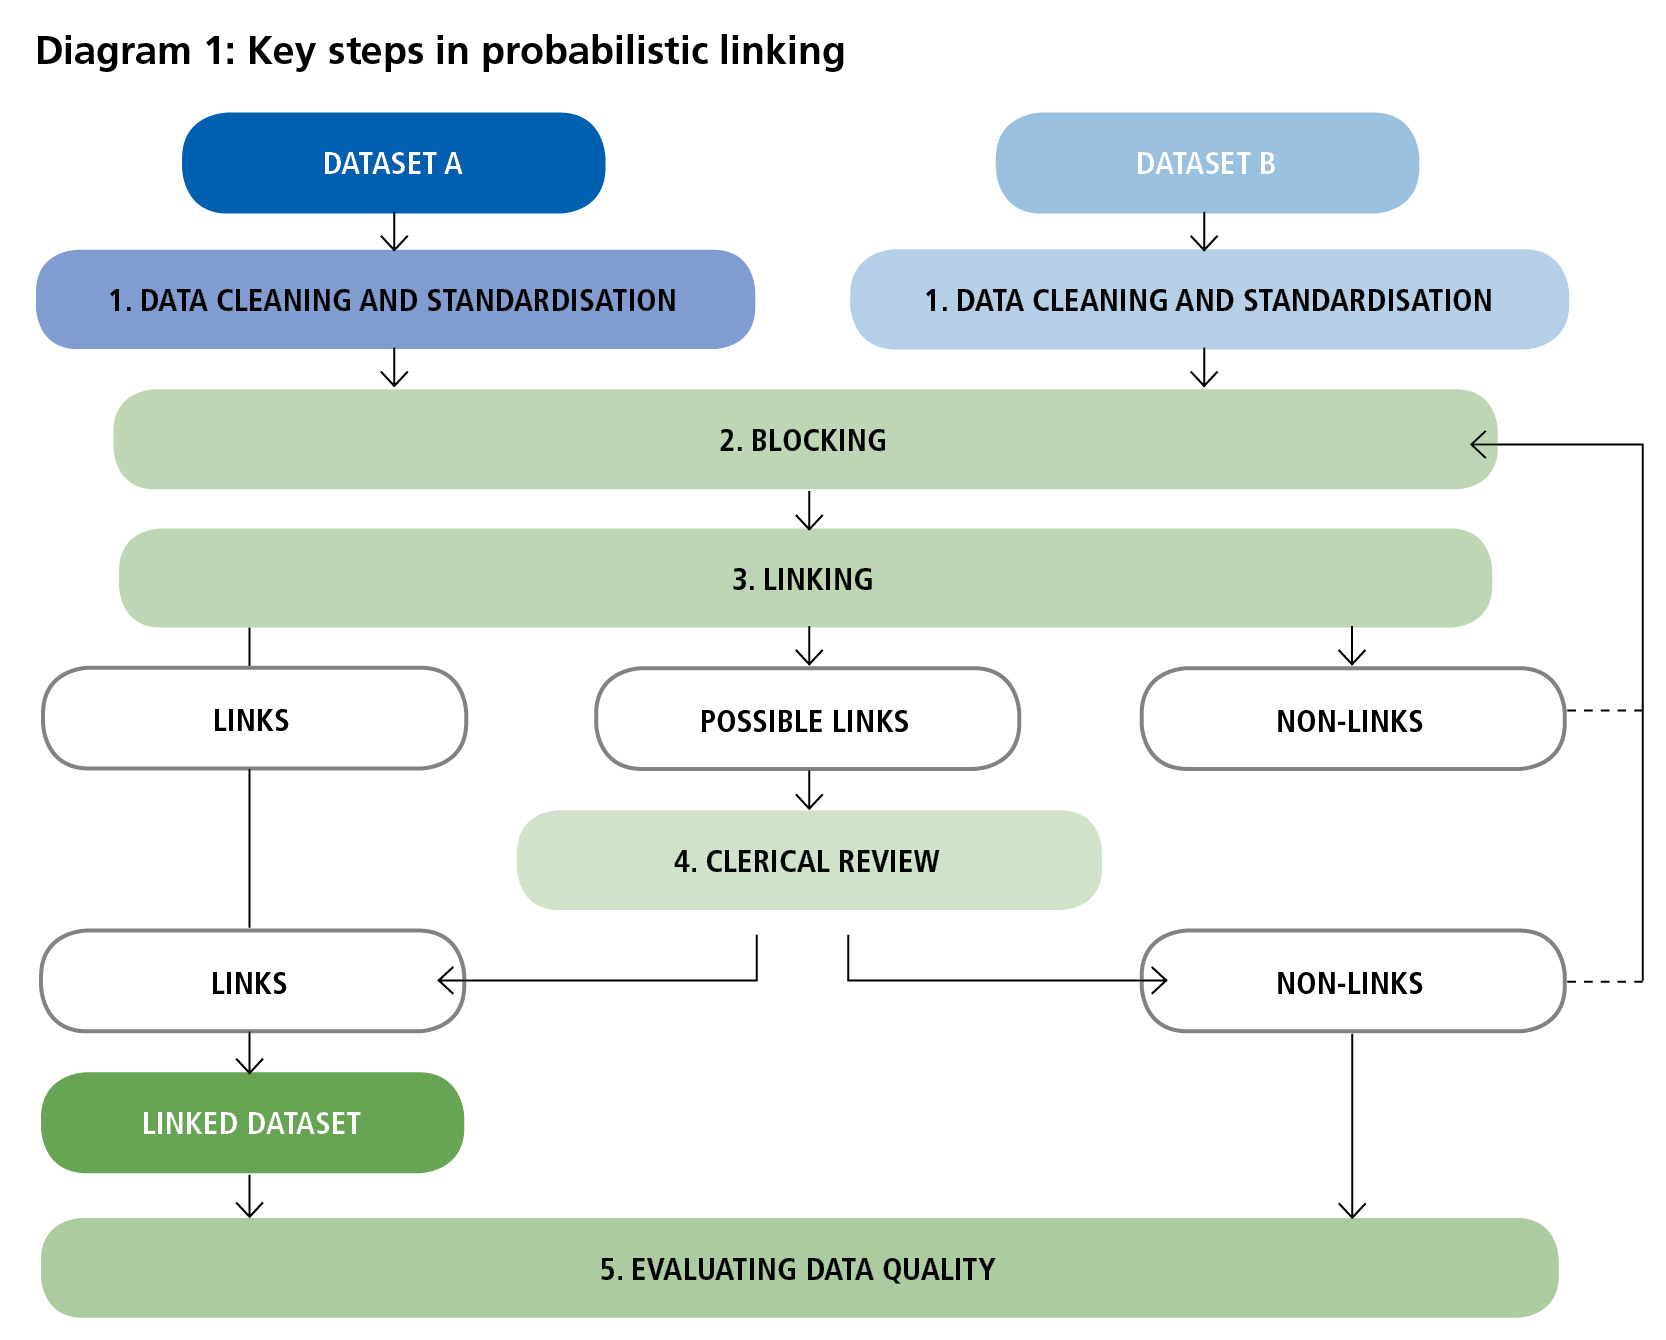 Diagram 1: Key steps in probabilistic linking
DATASET A
DATASET B
1. DATA CLEANING AND STANDARDISATION
1. DATA CLEANING AND STANDARDISATION
2. BLOCKING
3. LINKING
LINKS
POSSIBLE LINKS
NON-LINKS
4. CLERICAL REVIEW
LINKS
NON-LINKS
LINKED DATASET
5. EVALUATING DATA QUALITY